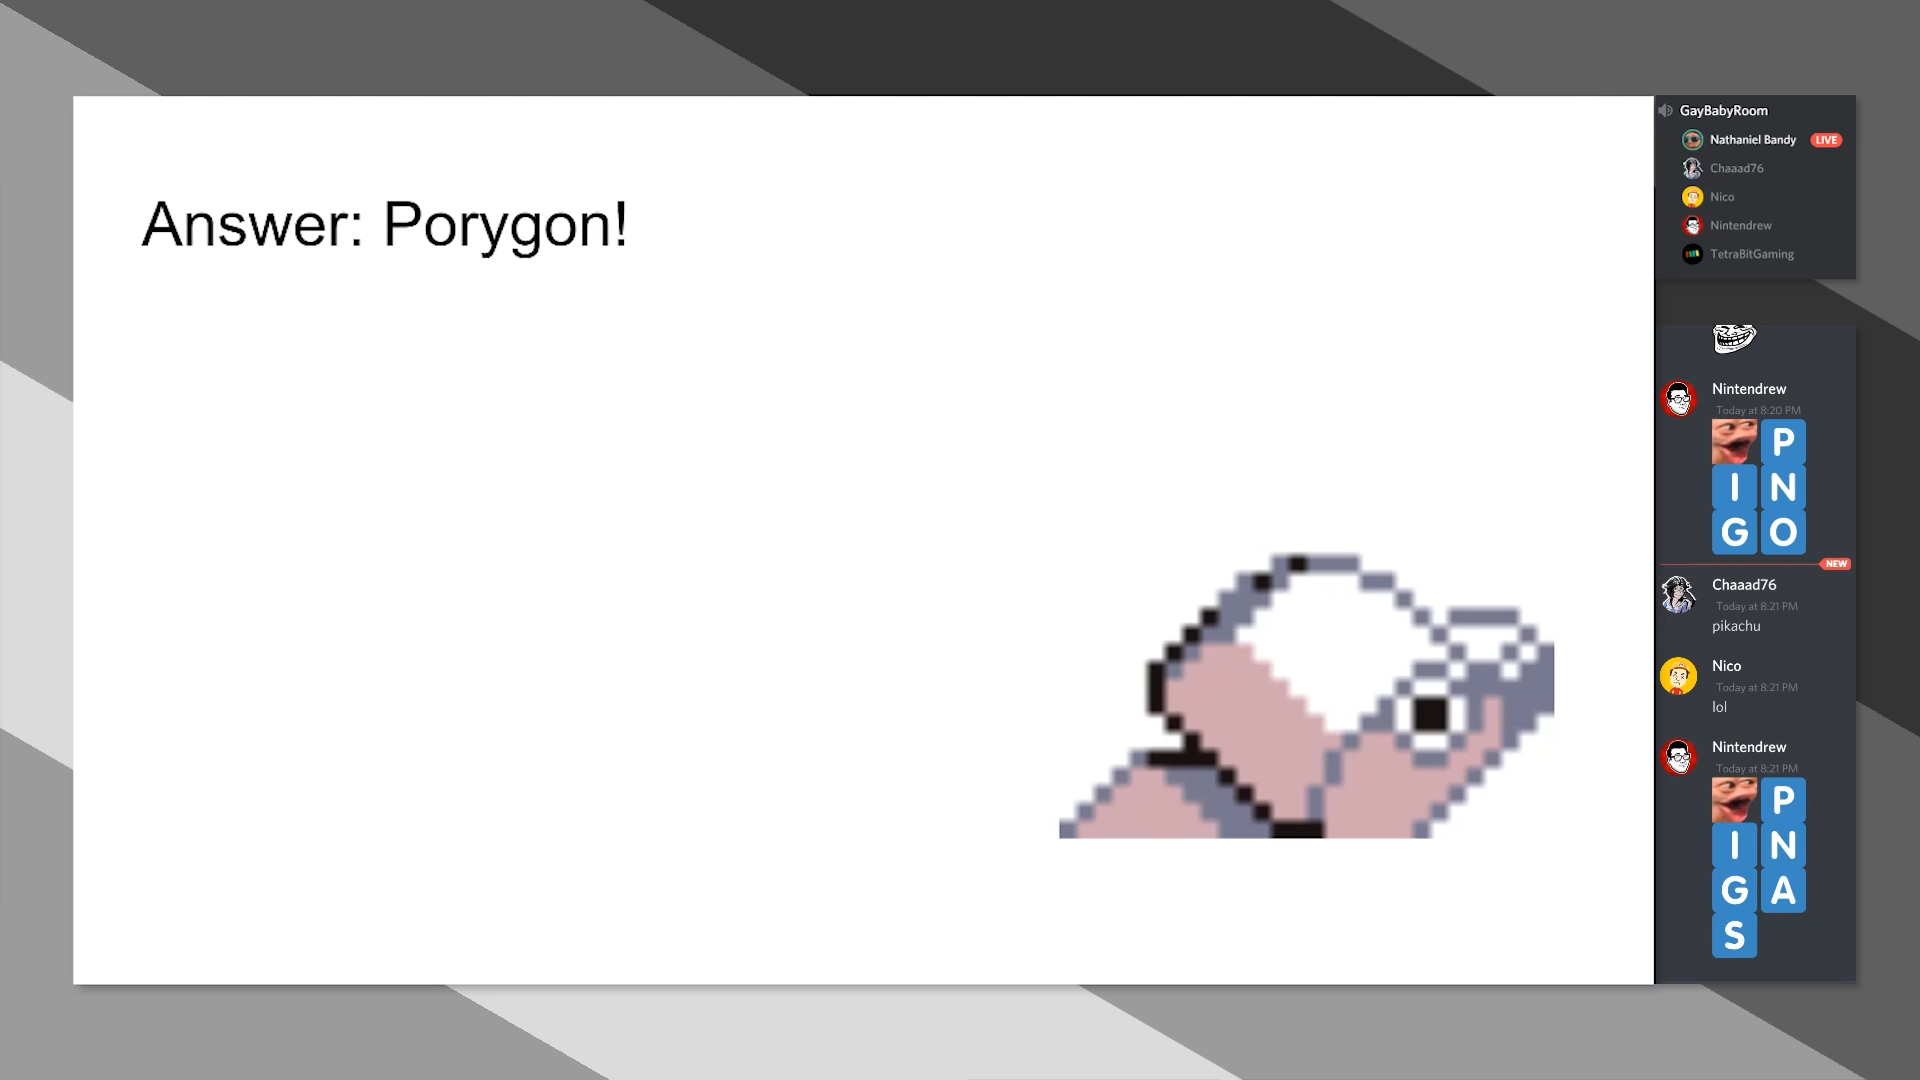 Answer: Porygon!
GayBabyRoom
Nathaniel Bandy LIVE
Chaaad76
Nico
Nintendrew
TetraBitGaming
Nintendrew
Today at 8:20 PM
P
I N
G O
NEW
Chaaad76
Today at 8:21 PM
pikachu
Nico
Today at 8:21 PM
lol
Nintendrew
Today at 8:21 PM
P
I N
G A
S